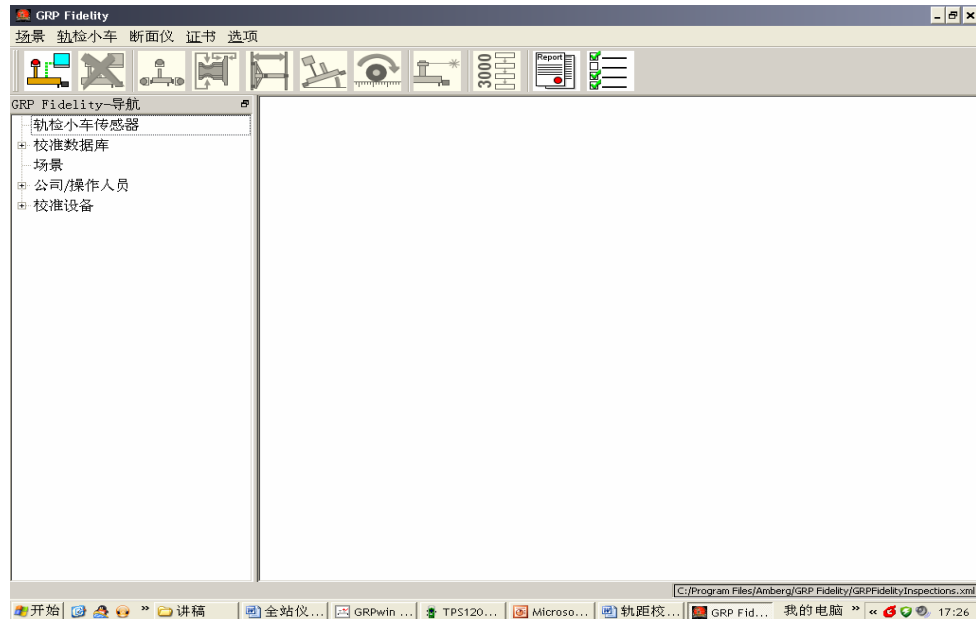 GRP Fidelity
场景 轨检小车 断面仪 证书 选项
3000 Report
GRP Fidelity-导航
轨检小车传感器
校准数据库
场景
公司/操作人员
校准设备
C:/Program Files/Amberg/GRP Fidelity/GRPFidelityInspections.xml
开始 » 讲稿 全站仪... GRPwin ... TPS120... Microso... 轨距校... GRP Fid... 我的电脑 » « 17:26